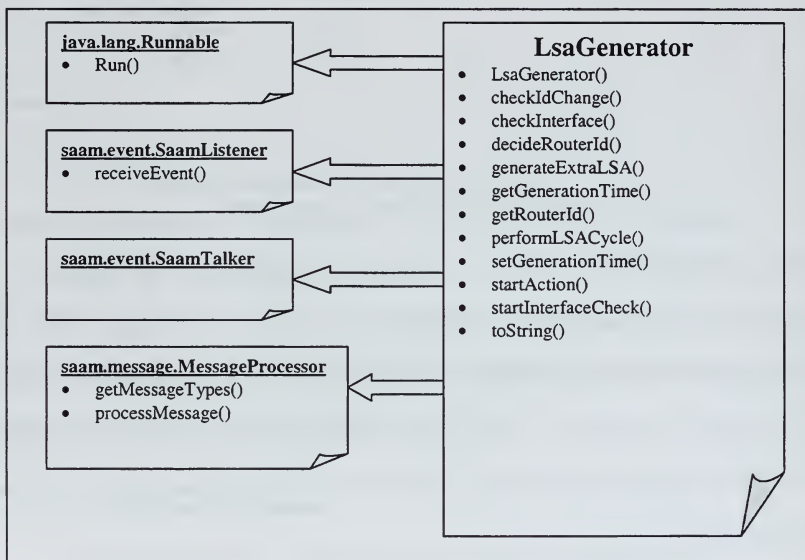 java.lang.Runnable
• Run()
saam.event.SaamListener
• receiveEvent()
saam.event.SaamTalker
saam.message.MessageProcessor
• getMessageTypes()
• processMessage()
LsaGenerator
• LsaGenerator()
• checkIdChange()
• checkInterface()
• decideRouterId()
• generateExtraLSA()
• getGenerationTime()
• getRouterId()
• performLSACycle()
• setGenerationTime()
• startAction()
• startInterfaceCheck()
• toString()